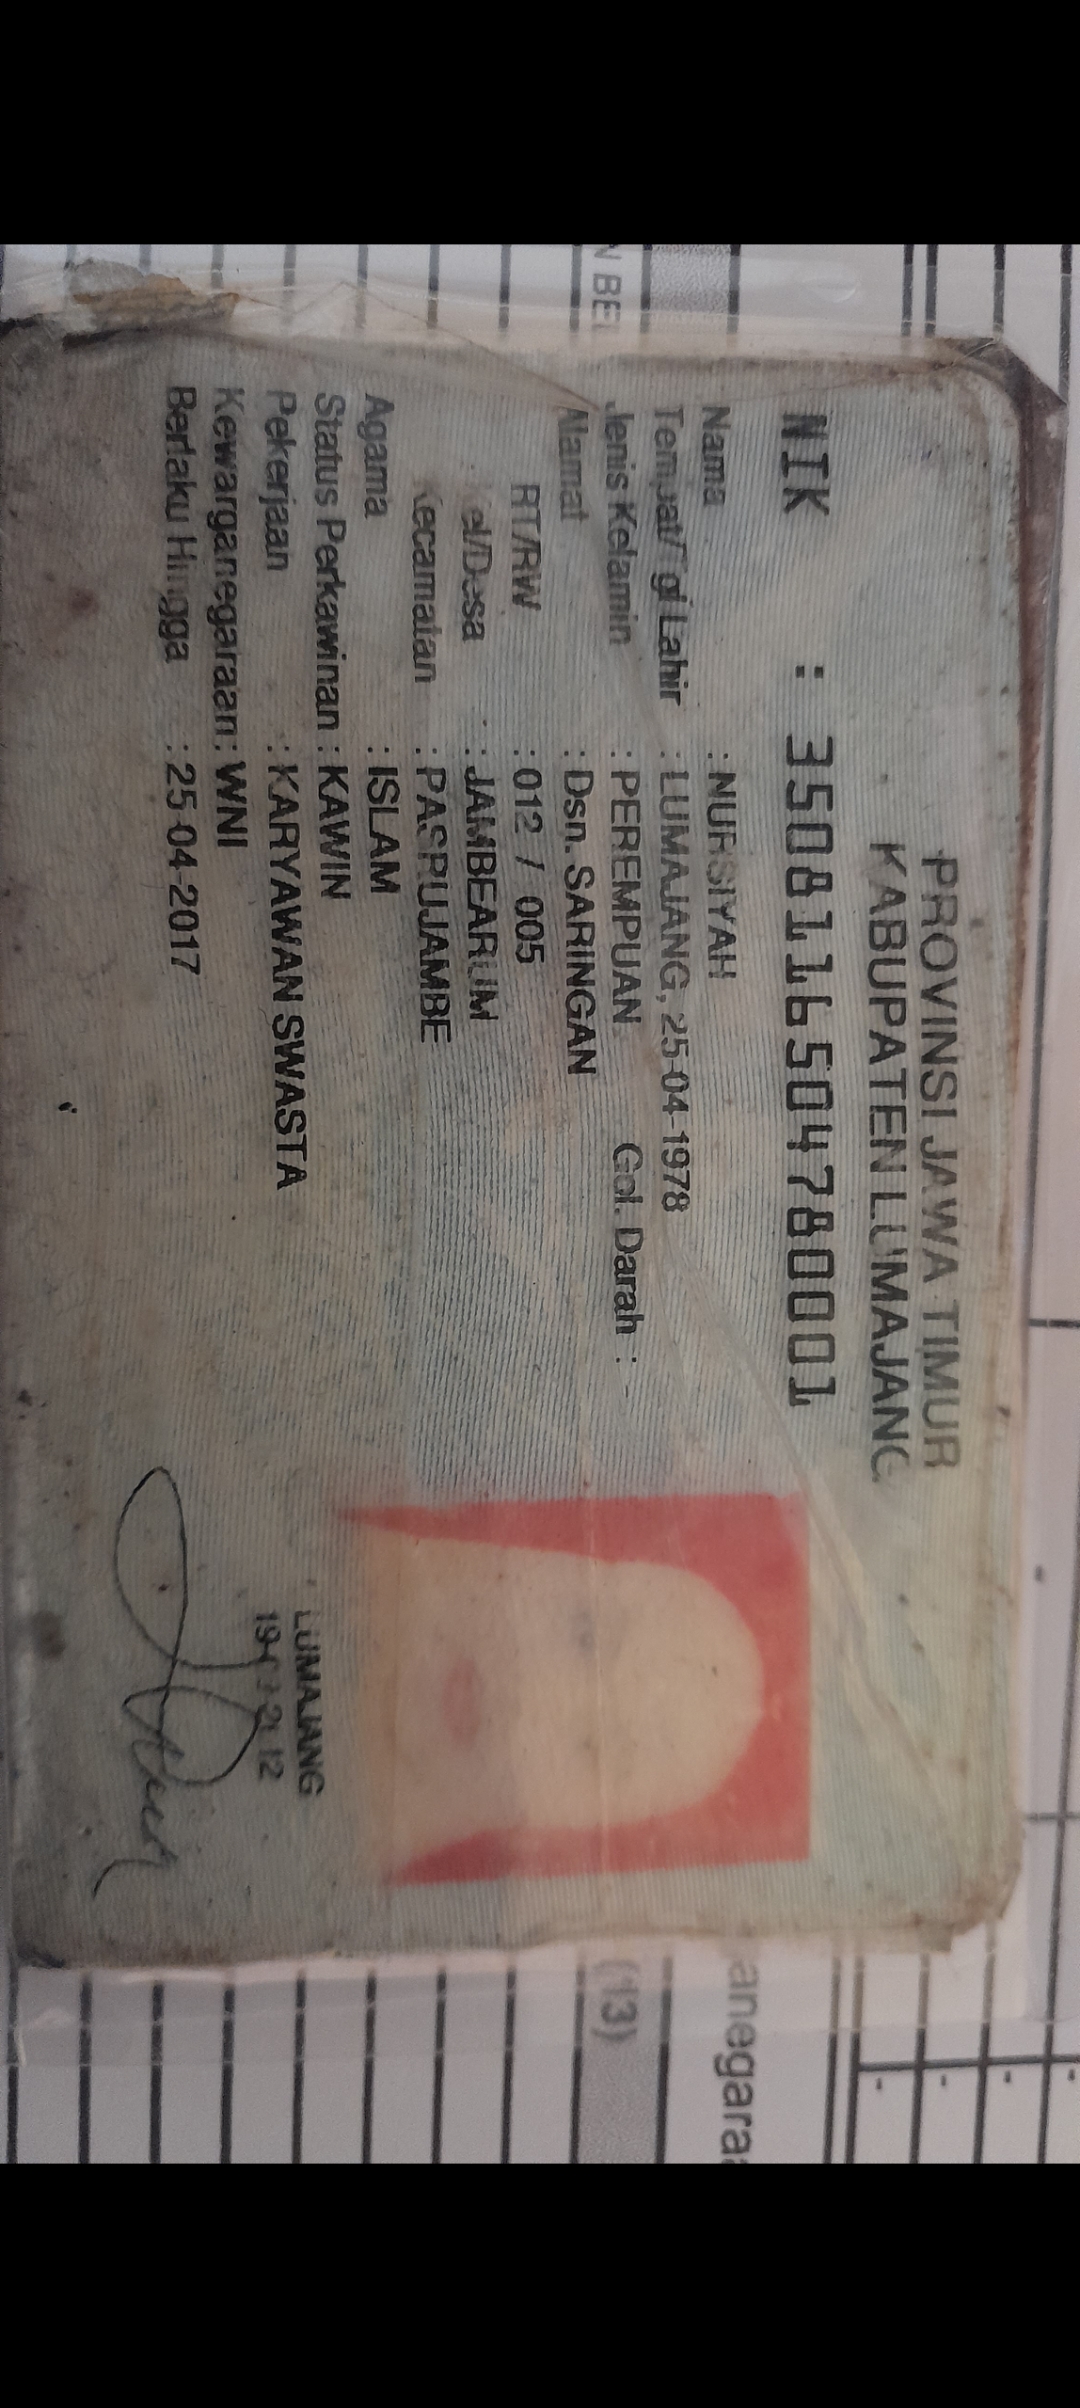 PROVINSI JAWA TIMUR
KABUPATEN LUMAJANG
NIK : 3508116504780001
Nama : NURSIYAH
Tempat/Tgl Lahir : LUMAJANG, 25-04-1978
Jenis Kelamin : PEREMPUAN Gol. Darah : -
Alamat : Dsn. SARINGAN
RT/RW : 012 / 005
Kel/Desa : JAMBEARUM
Kecamatan : PASRUJAMBE
Agama : ISLAM
Status Perkawinan : KAWIN
Pekerjaan : KARYAWAN SWASTA
Kewarganegaraan : WNI
Berlaku Hingga : 25-04-2017
LUMAJANG
(13)